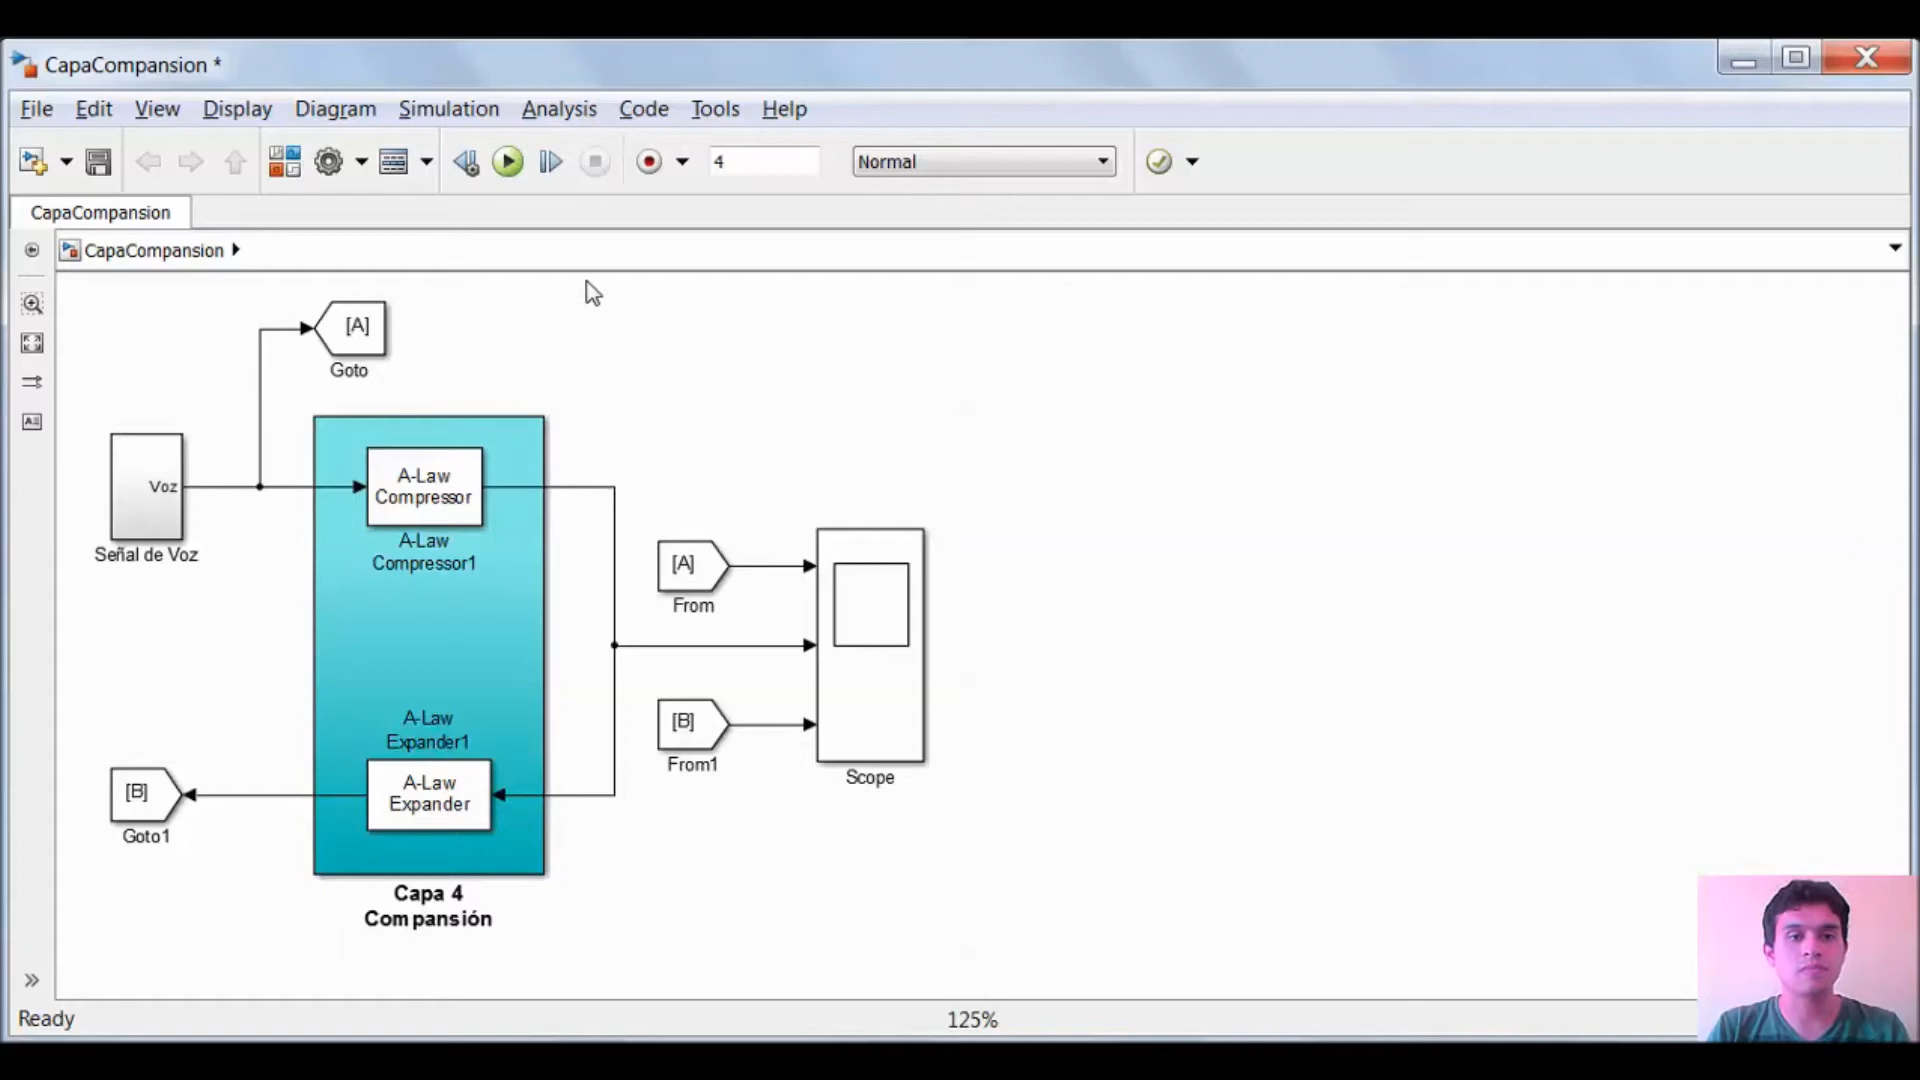 CapaCompansion *
File Edit View Display Diagram Simulation Analysis Code Tools Help
4 Normal
CapaCompansion
CapaCompansion
[A]
Goto
Voz
Señal de Voz
A-Law
Compressor
A-Law
Compressor1
[A]
From
[B]
From1
Scope
A-Law
Expander1
A-Law
Expander
[B]
Goto1
Capa 4
Compansión
Ready 125%